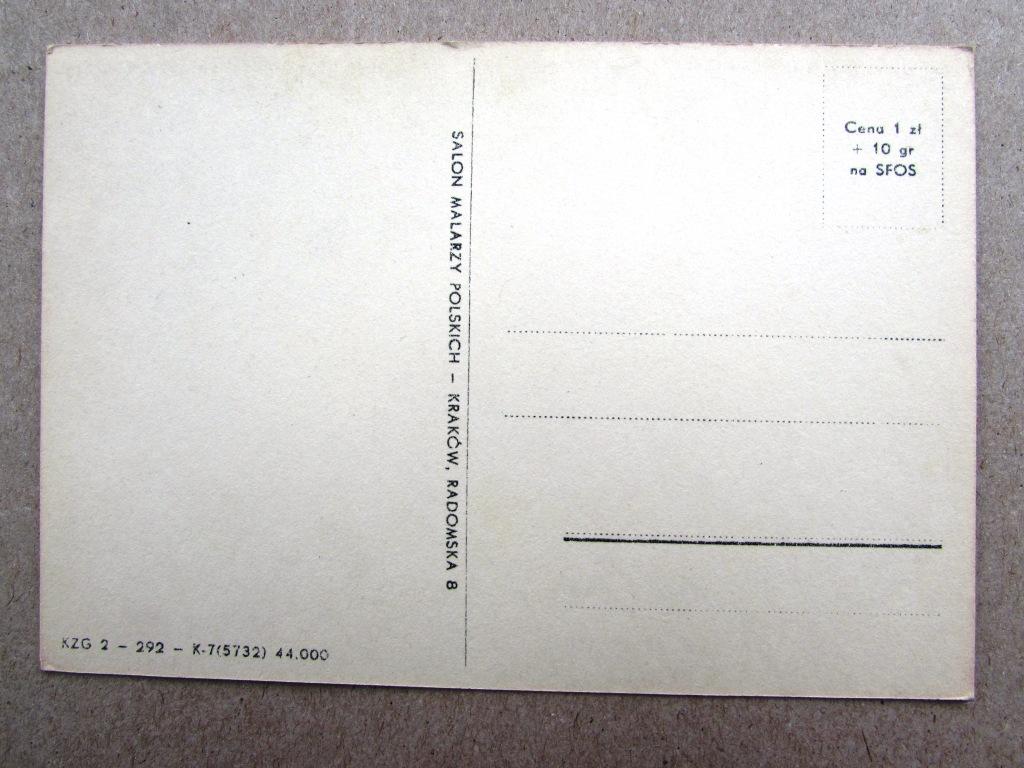 SALON MALARZY POLSKICH – KRAKÓW, RADOMSKA 8
Cena 1 zł
+ 10 gr
na SFOS
KZG 2 – 292 – K-7(5732) 44.000